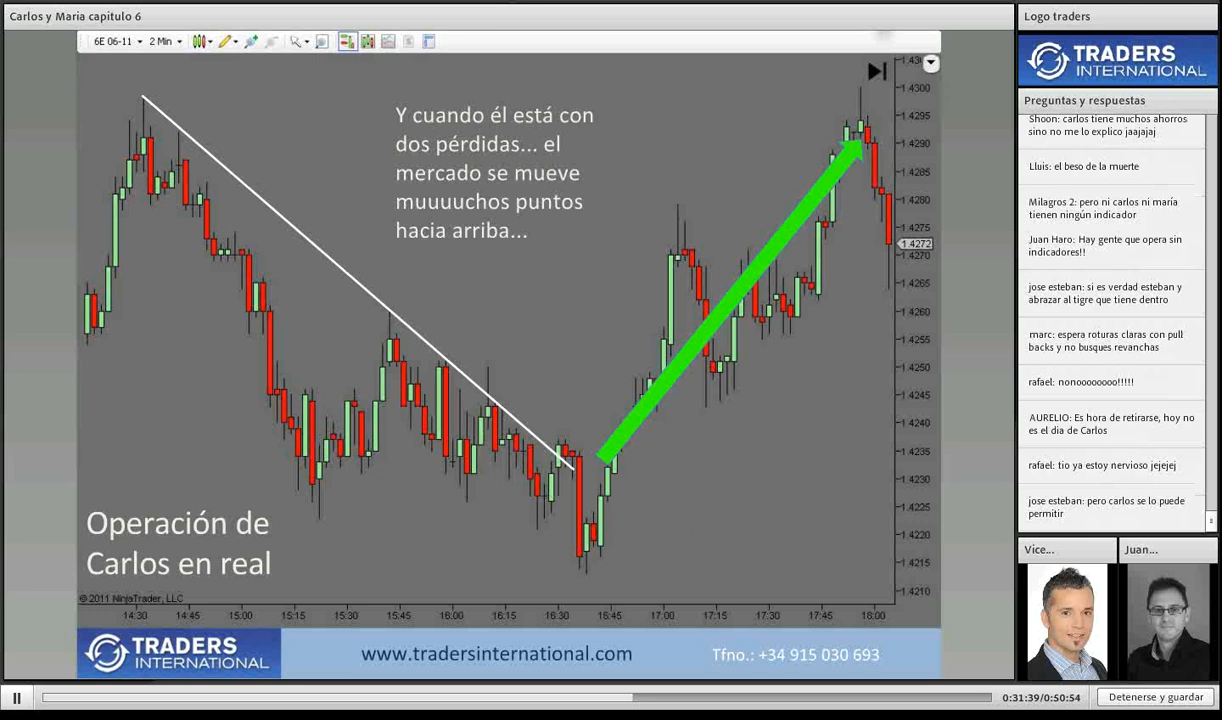 Carlos y Maria capitulo 6
6E 06-11
2 Min
Y cuando él está con
dos pérdidas... el
mercado se mueve
muuuuchos puntos
hacia arriba...
Operación de
Carlos en real
© 2011 NinjaTrader, LLC
1.4300
1.4295
1.4290
1.4285
1.4280
1.4275
1.4272
1.4270
1.4265
1.4260
1.4255
1.4250
1.4245
1.4240
1.4235
1.4230
1.4225
1.4220
1.4215
1.4210
14:30 14:45 15:00 15:15 15:30 15:45 16:00 16:15 16:30 16:45 17:00 17:15 17:30 17:45 18:00
TRADERS
INTERNATIONAL
www.tradersinternational.com
Tfno.: +34 915 030 693
Logo traders
TRADERS
INTERNATIONAL
Preguntas y respuestas
Shoon: carlos tiene muchos ahorros
sino no me lo explico jaajajaj
Lluis: el beso de la muerte
Milagros 2: pero ni carlos ni maría
tienen ningún indicador
Juan Haro: Hay gente que opera sin
indicadores!!
jose esteban: si es verdad esteban y
abrazar al tigre que tiene dentro
marc: espera roturas claras con pull
backs y no busques revanchas
rafael: nonoooooooo!!!!!
AURELIO: Es hora de retirarse, hoy no
es el dia de Carlos
rafael: tio ya estoy nervioso jejejej
jose esteban: pero carlos se lo puede
permitir
Vice...
Juan...
0:31:39/0:50:54
Detenerse y guardar